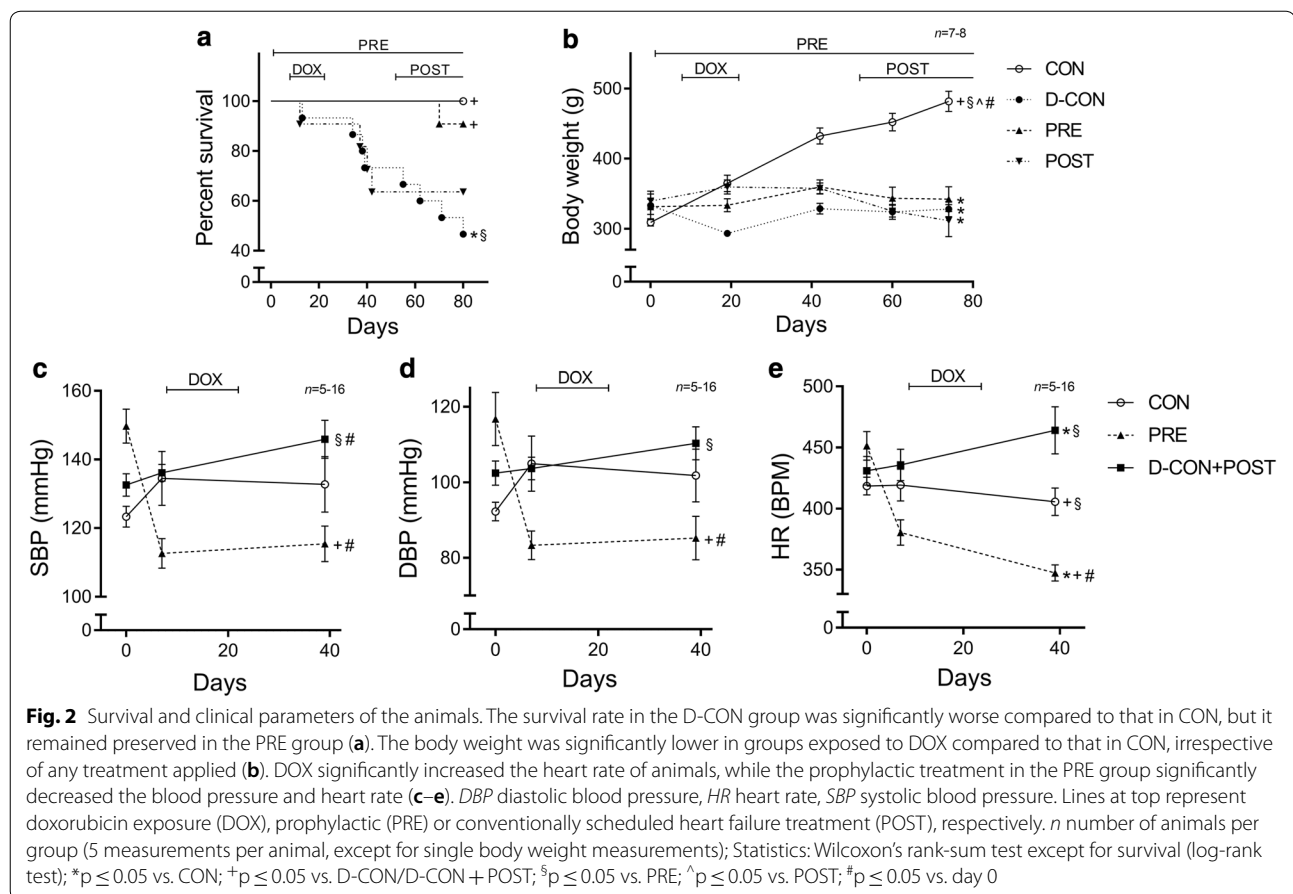 a
PRE
DOX
POST
100
80
60
40
0
Percent survival
+
+
*§
0 20 40 60 80
Days
b
n=7-8
PRE
DOX
POST
500
400
300
0
Body weight (g)
+§^#
*
*
*
0 20 40 60 80
Days
CON
D-CON
PRE
POST
c
DOX
n=5-16
160
140
120
100
0
SBP (mmHg)
§#
+#
0 20 40
Days
d
DOX
n=5-16
120
100
80
0
DBP (mmHg)
§
+#
0 20 40
Days
e
DOX
n=5-16
500
450
400
350
0
HR (BPM)
*§
+§
*+#
0 20 40
Days
CON
PRE
D-CON+POST
Fig. 2 Survival and clinical parameters of the animals. The survival rate in the D-CON group was significantly worse compared to that in CON, but it
remained preserved in the PRE group (a). The body weight was significantly lower in groups exposed to DOX compared to that in CON, irrespective
of any treatment applied (b). DOX significantly increased the heart rate of animals, while the prophylactic treatment in the PRE group significantly
decreased the blood pressure and heart rate (c–e). DBP diastolic blood pressure, HR heart rate, SBP systolic blood pressure. Lines at top represent
doxorubicin exposure (DOX), prophylactic (PRE) or conventionally scheduled heart failure treatment (POST), respectively. n number of animals per
group (5 measurements per animal, except for single body weight measurements); Statistics: Wilcoxon's rank-sum test except for survival (log-rank
test); *p ≤ 0.05 vs. CON; +p ≤ 0.05 vs. D-CON/D-CON + POST; §p ≤ 0.05 vs. PRE; ^p ≤ 0.05 vs. POST; #p ≤ 0.05 vs. day 0